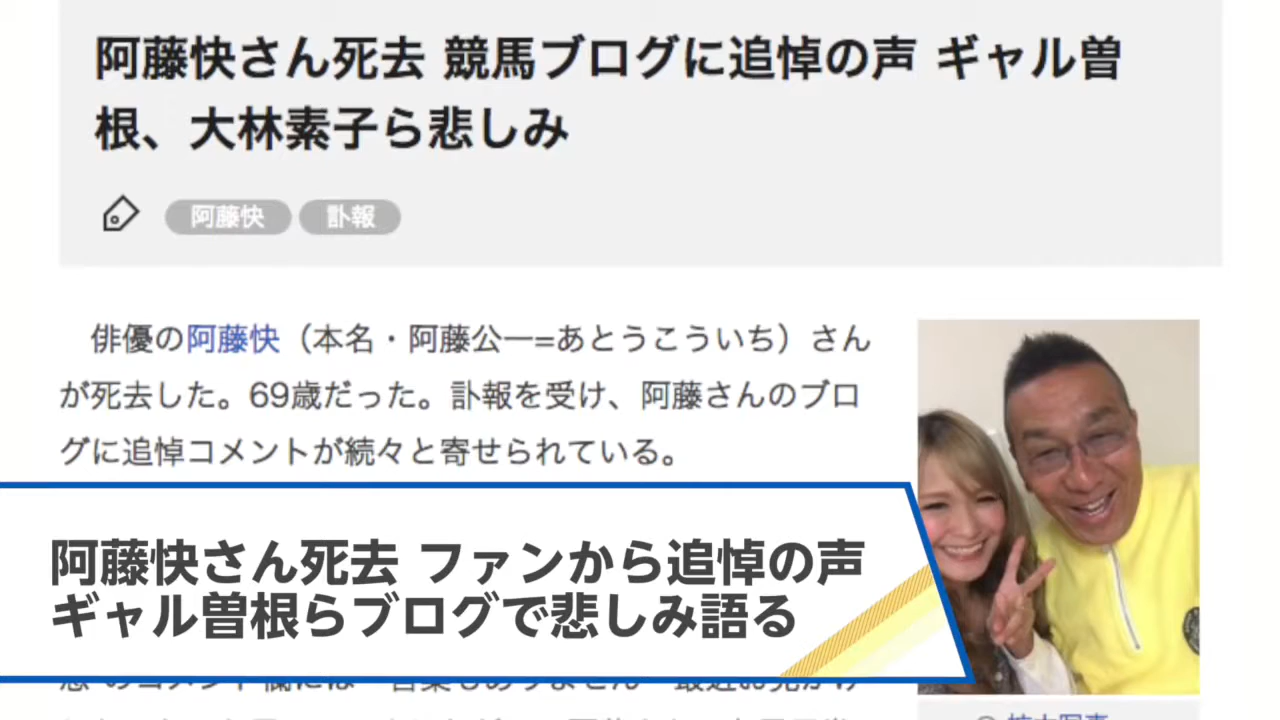 阿藤快さん死去 競馬ブログに追悼の声 ギャル曽
根、大林素子ら悲しみ
阿藤快 訃報
俳優の阿藤快（本名・阿藤公一=あとうこういち）さん
が死去した。69歳だった。訃報を受け、阿藤さんのブロ
グに追悼コメントが続々と寄せられている。
阿藤快さん死去 ファンから追悼の声
ギャル曽根らブログで悲しみ語る